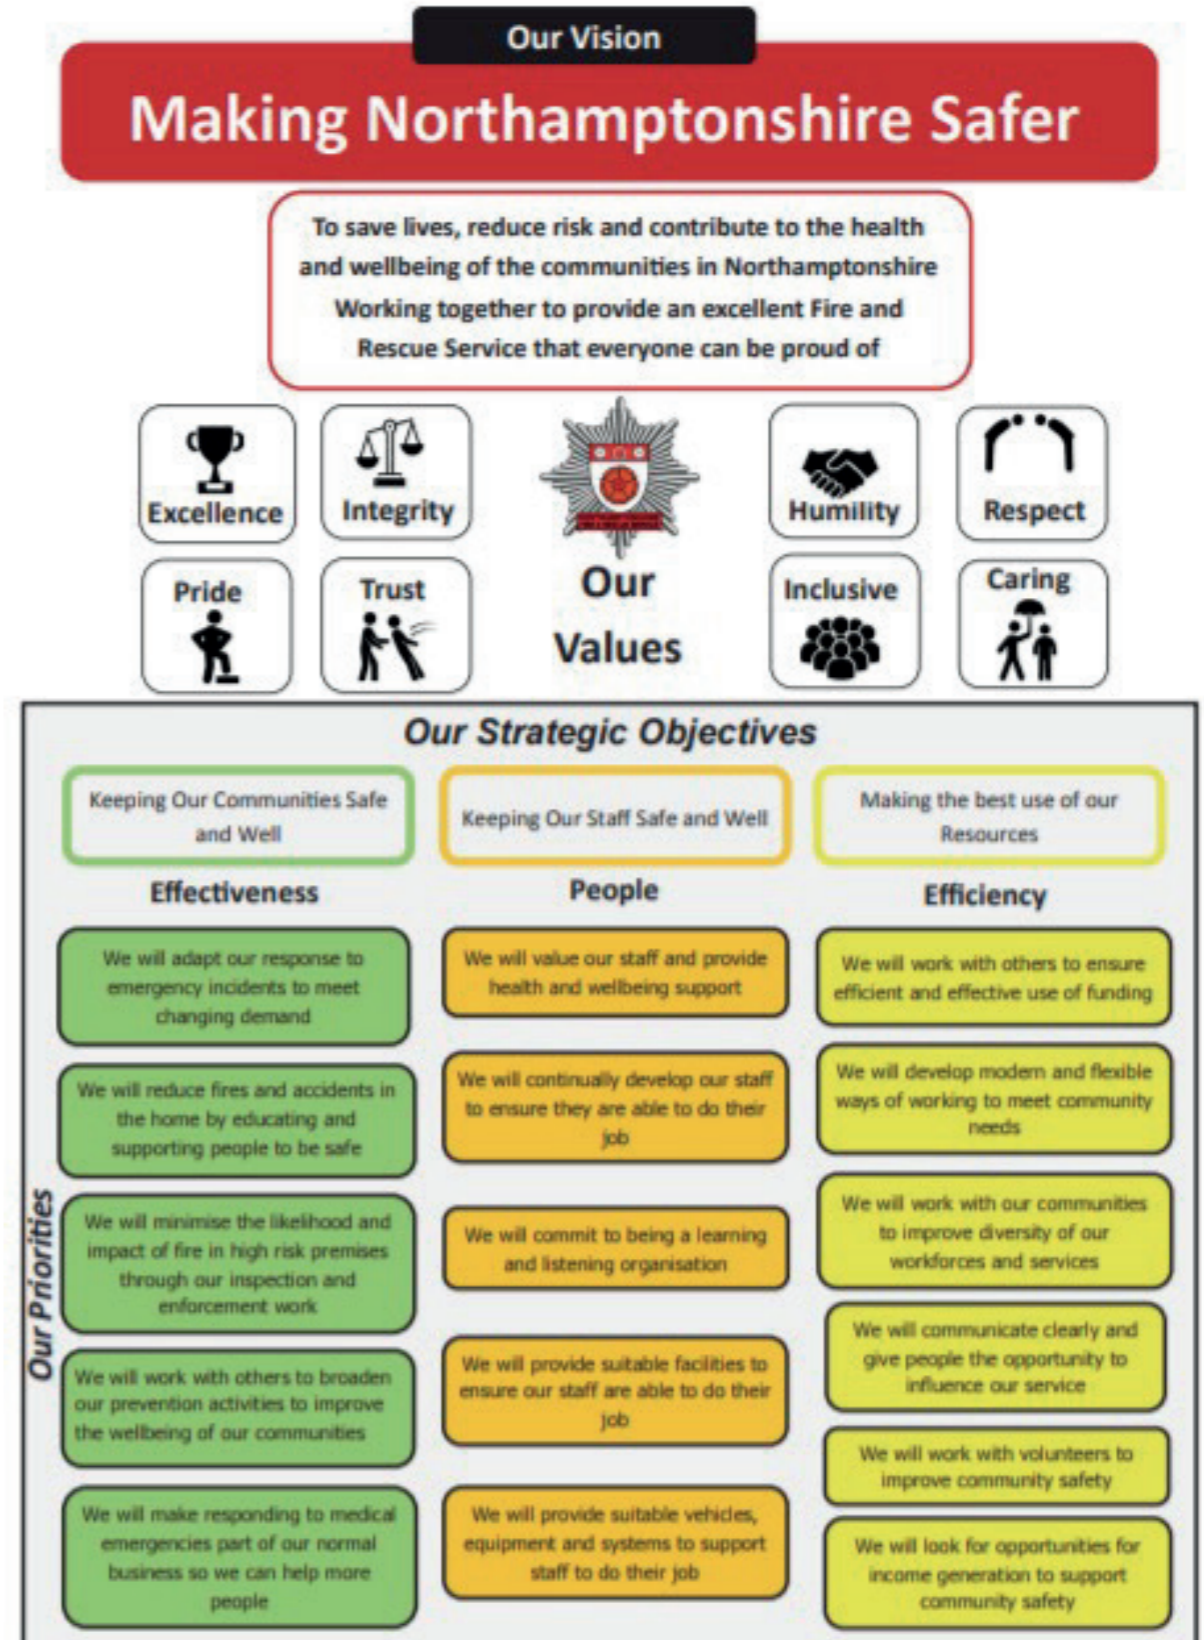 Our Vision
Making Northamptonshire Safer
To save lives, reduce risk and contribute to the health
and wellbeing of the communities in Northamptonshire
Working together to provide an excellent Fire and
Rescue Service that everyone can be proud of
Excellence
Integrity
Humility
Respect
Pride
Trust
Our
Values
Inclusive
Caring
Our Strategic Objectives
Our Priorities
Keeping Our Communities Safe
and Well
Effectiveness
We will adapt our response to
emergency incidents to meet
changing demand
We will reduce fires and accidents in
the home by educating and
supporting people to be safe
We will minimise the likelihood and
impact of fire in high risk premises
through our inspection and
enforcement work
We will work with others to broaden
our prevention activities to improve
the wellbeing of our communities
We will make responding to medical
emergencies part of our normal
business so we can help more
people
Keeping Our Staff Safe and Well
People
We will value our staff and provide
health and wellbeing support
We will continually develop our staff
to ensure they are able to do their
job
We will commit to being a learning
and listening organisation
We will provide suitable facilities to
ensure our staff are able to do their
job
We will provide suitable vehicles,
equipment and systems to support
staff to do their job
Making the best use of our
Resources
Efficiency
We will work with others to ensure
efficient and effective use of funding
We will develop modern and flexible
ways of working to meet community
needs
We will work with our communities
to improve diversity of our
workforces and services
We will communicate clearly and
give people the opportunity to
influence our service
We will work with volunteers to
improve community safety
We will look for opportunities for
income generation to support
community safety